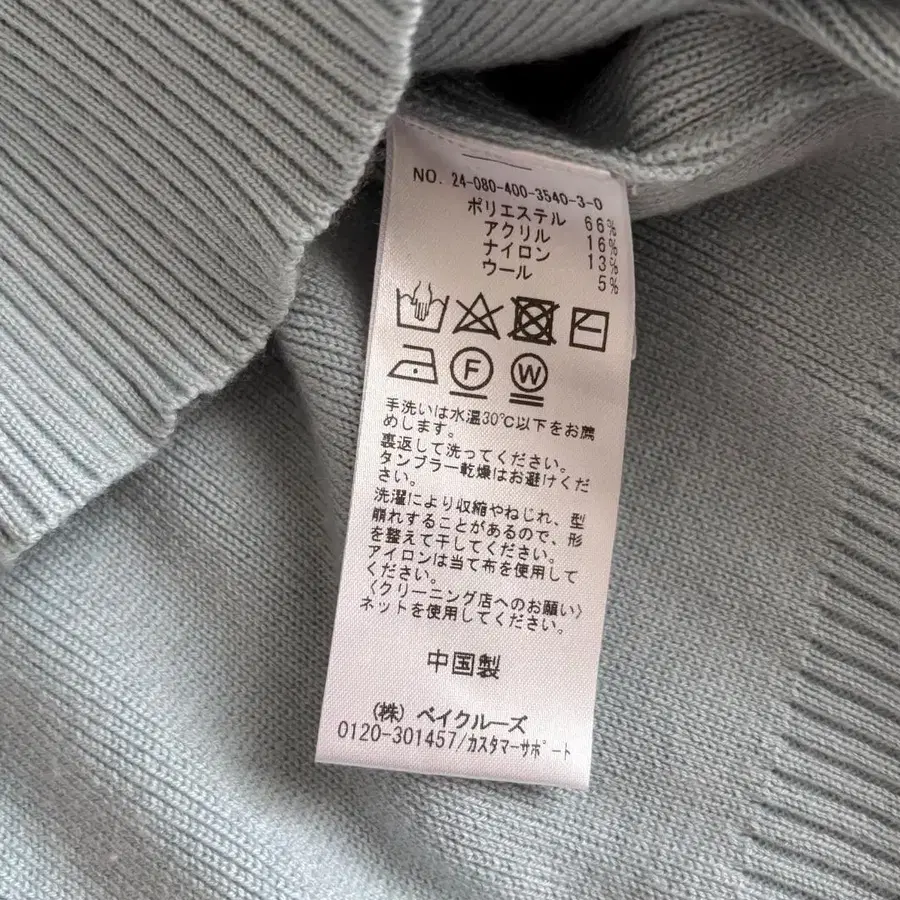 NO. 24-080-400-3540-3-0
ポリエステル 66%
アクリル 16%
ナイロン 13%
ウール 5%
F W
手洗いは水温30℃以下をお薦
めします。
裏返して洗ってください。
タンブラー乾燥はお避けくだ
さい。
洗濯により収縮やねじれ、型
崩れすることがあるので、形
を整えて干してください。
アイロンは当て布を使用して
ください。
〈クリーニング店へのお願い〉
ネットを使用してください。
中国製
(株) ベイクルーズ
0120-301457/カスタマーサポート